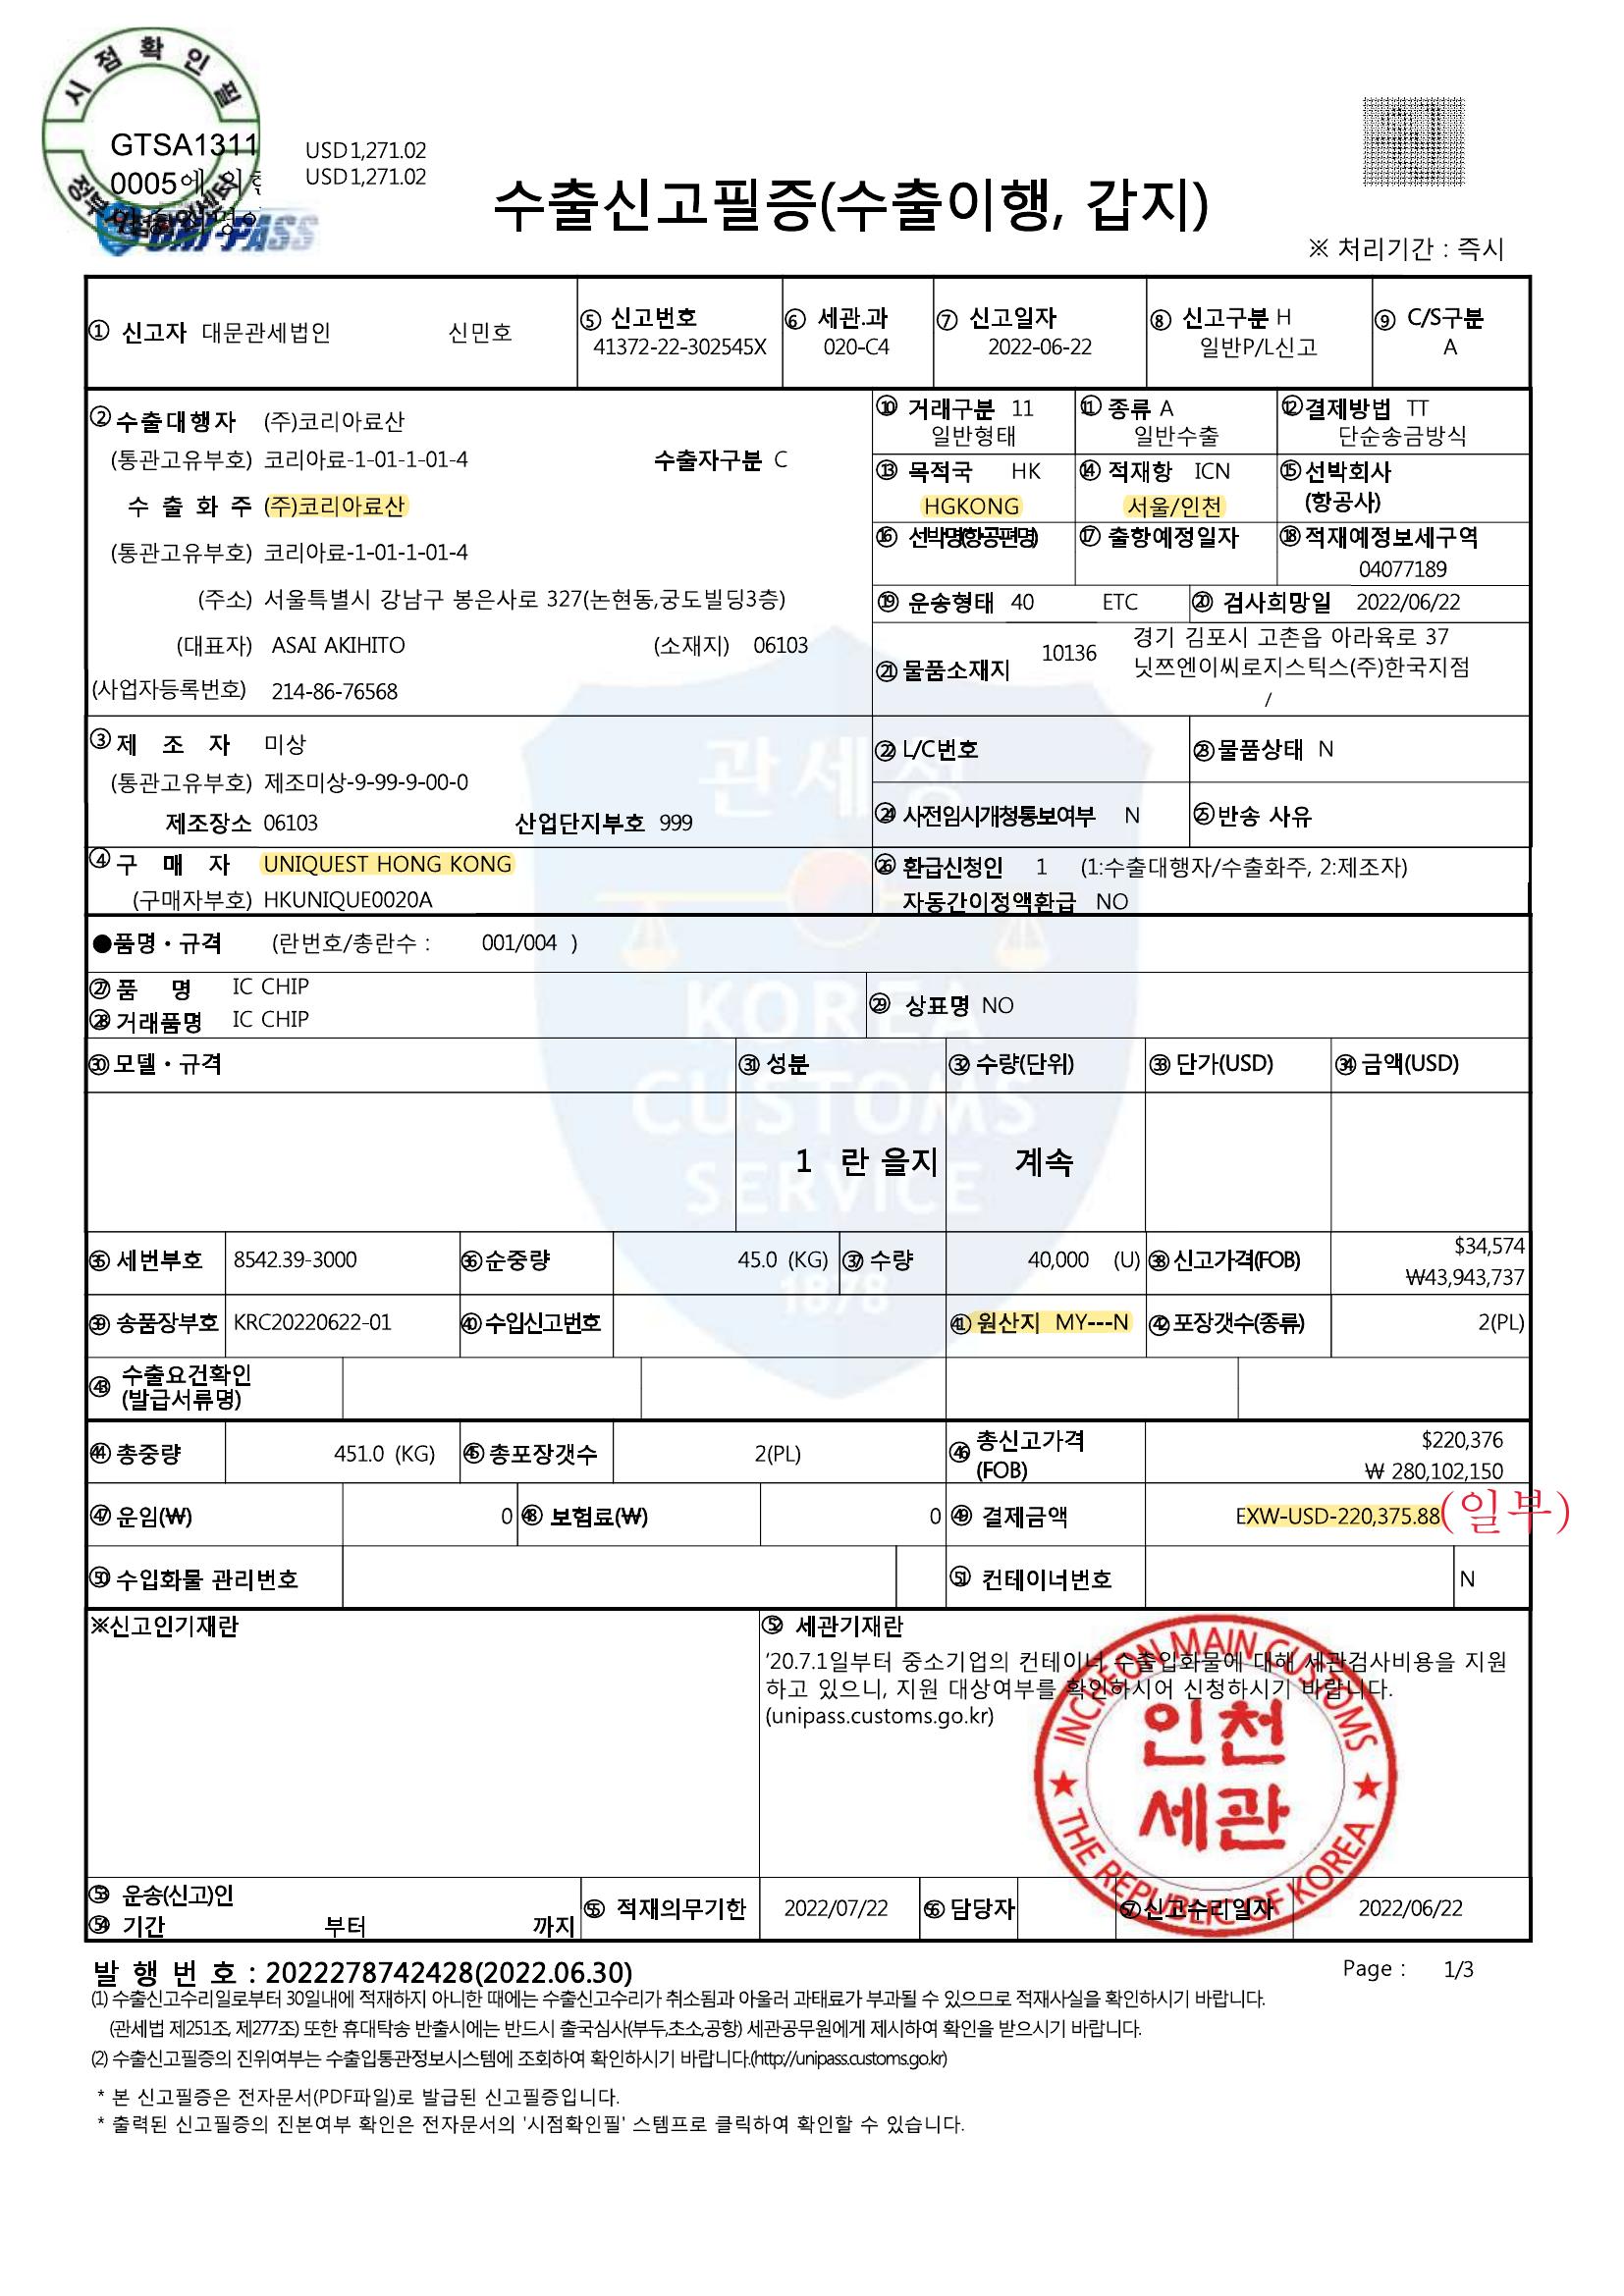 시점확인필
GTSA1311
0005에
USD1,271.02
USD1,271.02
UNI-PASS
수출신고필증(수출이행, 갑지)
※ 처리기간 : 즉시
① 신고자 대문관세법인 신민호
⑤ 신고번호
41372-22-302545X
⑥ 세관.과
020-C4
⑦ 신고일자
2022-06-22
⑧ 신고구분 H
일반P/L신고
⑨ C/S구분
A
② 수출대행자 (주)코리아료산
(통관고유부호) 코리아료-1-01-1-01-4 수출자구분 C
수 출 화 주 (주)코리아료산
(통관고유부호) 코리아료-1-01-1-01-4
(주소) 서울특별시 강남구 봉은사로 327(논현동,궁도빌딩3층)
(대표자) ASAI AKIHITO (소재지) 06103
(사업자등록번호) 214-86-76568
⑩ 거래구분 11
일반형태
⑪ 종류 A
일반수출
⑫ 결제방법 TT
단순송금방식
⑬ 목적국 HK
HGKONG
⑭ 적재항 ICN
서울/인천
⑮ 선박회사
(항공사)
⑯ 선박명(항공편명)
⑰ 출항예정일자
⑱ 적재예정보세구역
04077189
⑲ 운송형태 40 ETC
⑳ 검사희망일 2022/06/22
㉑ 물품소재지 10136 경기 김포시 고촌읍 아라육로 37
닛쯔엔이씨로지스틱스(주)한국지점
/
③ 제 조 자 미상
(통관고유부호) 제조미상-9-99-9-00-0
제조장소 06103 산업단지부호 999
㉒ L/C번호
㉓ 물품상태 N
㉔ 사전임시개청통보여부 N
㉕ 반송 사유
④ 구 매 자 UNIQUEST HONG KONG
(구매자부호) HKUNIQUE0020A
㉖ 환급신청인 1 (1:수출대행자/수출화주, 2:제조자)
자동간이정액환급 NO
●품명・규격 (란번호/총란수 : 001/004 )
㉗ 품 명 IC CHIP
㉘ 거래품명 IC CHIP
㉙ 상표명 NO
㉚ 모델・규격 ㉛ 성분 ㉜ 수량(단위) ㉝ 단가(USD) ㉞ 금액(USD)
1 란 을지 계속
㉟ 세번부호 8542.39-3000 ㊱ 순중량 45.0 (KG) ㊲ 수량 40,000 (U) ㊳ 신고가격(FOB) $34,574
₩43,943,737
㊴ 송품장부호 KRC20220622-01 ㊵ 수입신고번호 ㊶ 원산지 MY---N ㊷ 포장갯수(종류) 2(PL)
㊸ 수출요건확인
(발급서류명)
㊹ 총중량 451.0 (KG) ㊺ 총포장갯수 2(PL) ㊻ 총신고가격
(FOB)
$220,376
₩ 280,102,150
㊼ 운임(₩) 0 ㊽ 보험료(₩) 0 ㊾ 결제금액 EXW-USD-220,375.88 (일부)
㊿ 수입화물 관리번호 51 컨테이너번호 N
※신고인기재란
52 세관기재란
'20.7.1일부터 중소기업의 컨테이너 수출입화물에 대해 세관검사비용을 지원
하고 있으니, 지원 대상여부를 확인하시어 신청하시기 바랍니다.
(unipass.customs.go.kr)
INCHEON MAIN CUSTOMS
인천
세관
THE REPUBLIC OF KOREA
53 운송(신고)인
54 기간 부터 까지
55 적재의무기한 2022/07/22 56 담당자 57 신고수리일자 2022/06/22
관세청
KOREA
CUSTOMS
SERVICE
1878
발 행 번 호 : 2022278742428(2022.06.30)
Page : 1/3
(1) 수출신고수리일로부터 30일내에 적재하지 아니한 때에는 수출신고수리가 취소됨과 아울러 과태료가 부과될 수 있으므로 적재사실을 확인하시기 바랍니다.
(관세법 제251조, 제277조) 또한 휴대탁송 반출시에는 반드시 출국심사(부두,초소,공항) 세관공무원에게 제시하여 확인을 받으시기 바랍니다.
(2) 수출신고필증의 진위여부는 수출입통관정보시스템에 조회하여 확인하시기 바랍니다.(http://unipass.customs.go.kr)
* 본 신고필증은 전자문서(PDF파일)로 발급된 신고필증입니다.
* 출력된 신고필증의 진본여부 확인은 전자문서의 '시점확인필' 스템프로 클릭하여 확인할 수 있습니다.